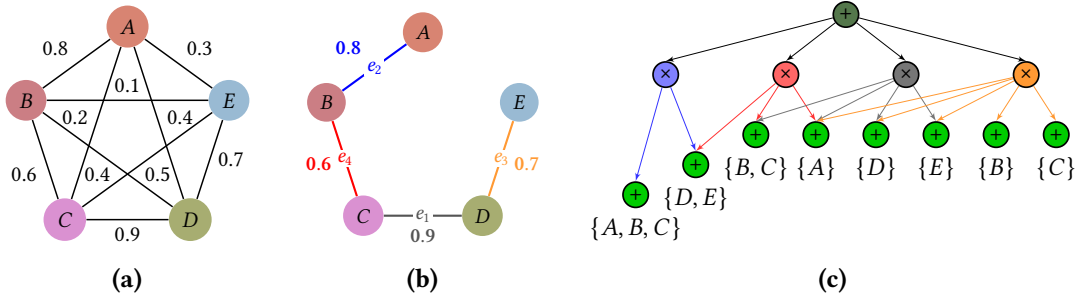 A
0.8
0.3
B
0.1
E
0.2
0.4
0.6
0.4
0.5
0.7
C
D
0.9
(a)
A
0.8
e2
B
E
e4
0.6
e3
0.7
C
e1
D
0.9
(b)
+
× × × ×
+ + + + + +
{B, C} {A} {D} {E} {B} {C}
+
{D, E}
+
{A, B, C}
(c)